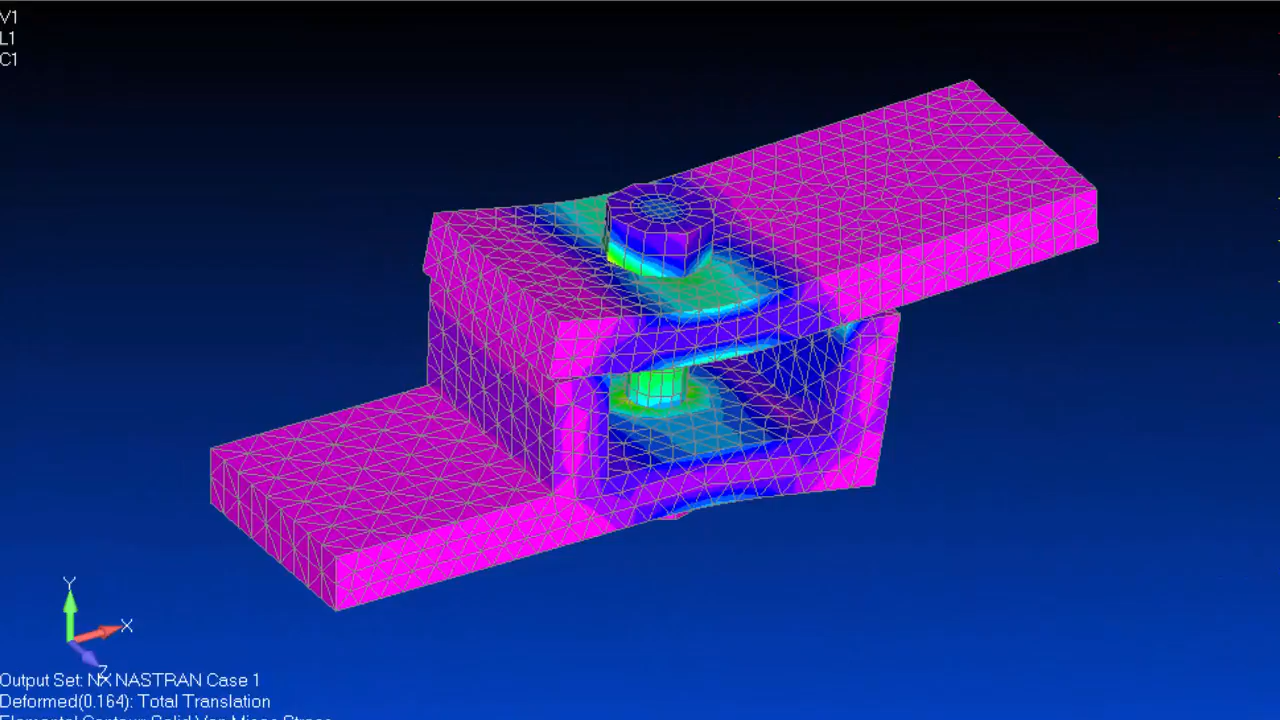 V1
L1
C1
Y
X
Z
Output Set: NX NASTRAN Case 1
Deformed(0.164): Total Translation
Elemental Contour: Solid Von Mises Stress